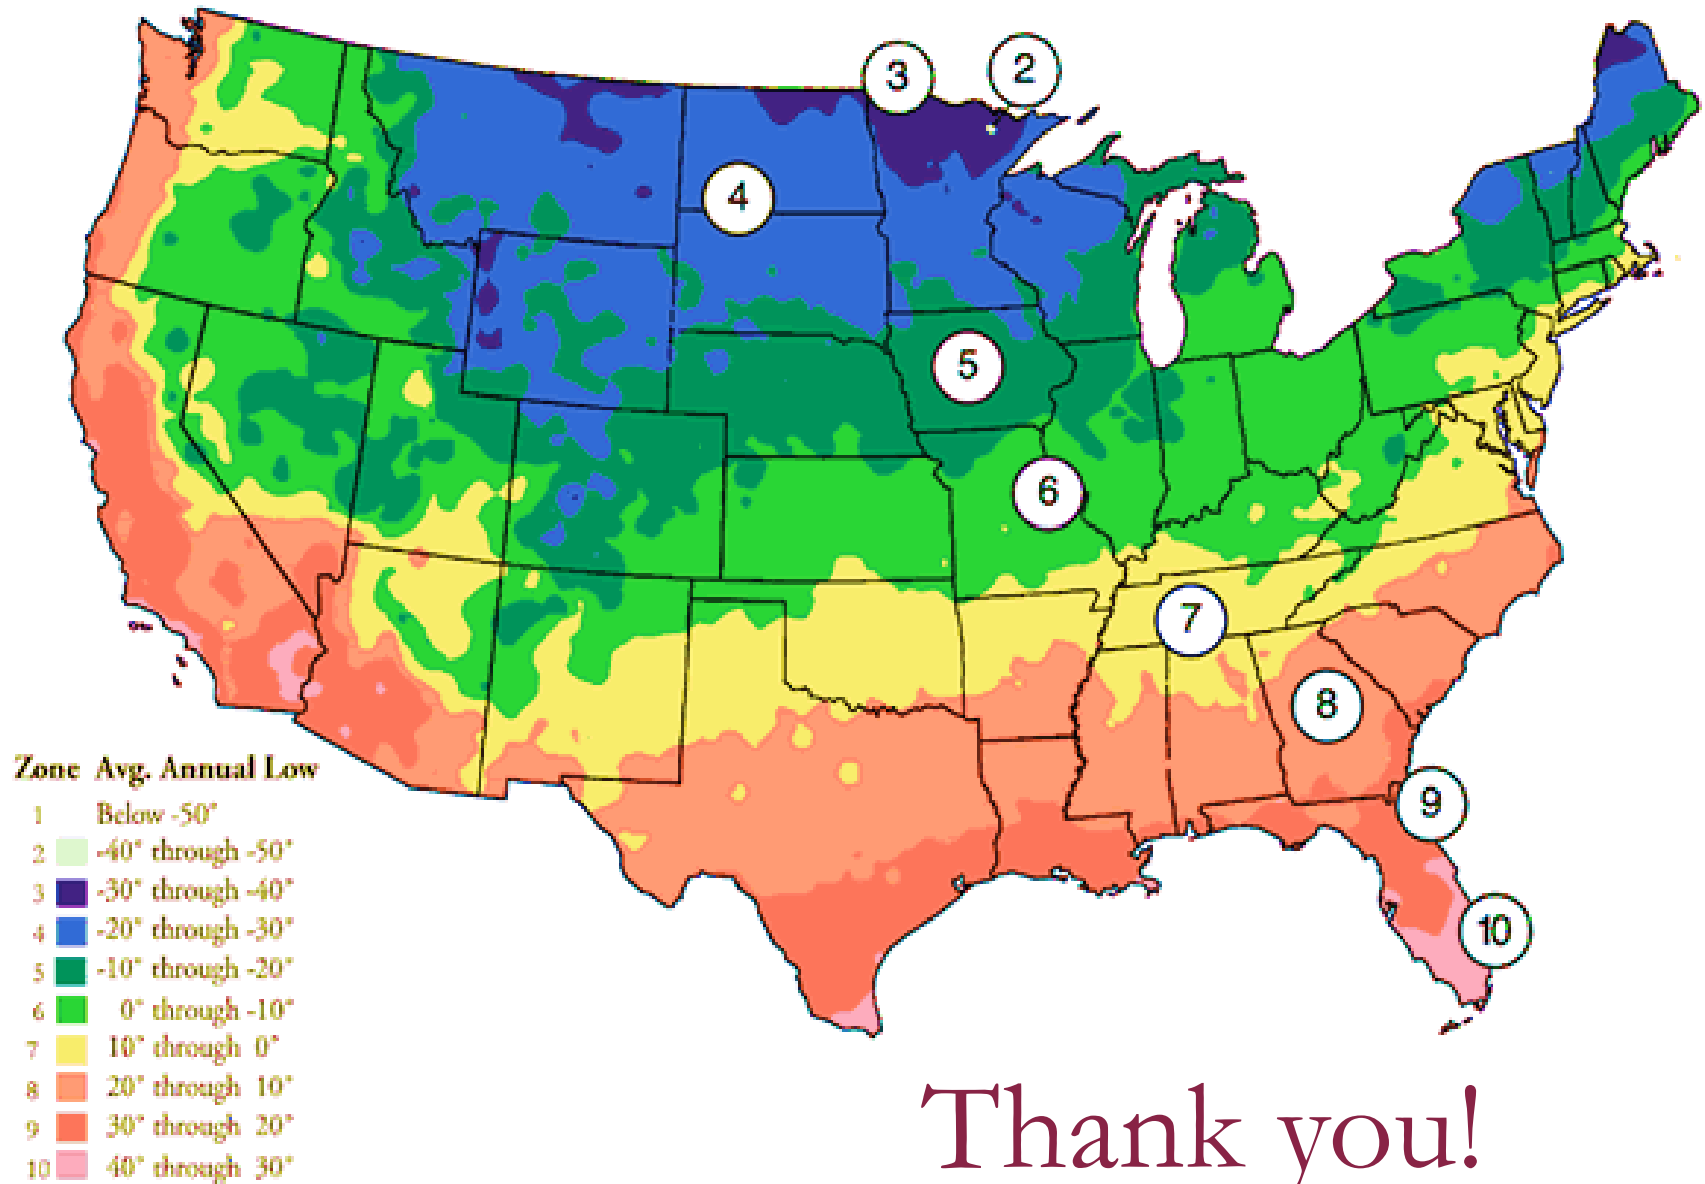 3
2
4
5
6
7
8
9
10
Zone Avg. Annual Low
1 Below -50°
2 -40° through -50°
3 -30° through -40°
4 -20° through -30°
5 -10° through -20°
6 0° through -10°
7 10° through 0°
8 20° through 10°
9 30° through 20°
10 40° through 30°
Thank you!